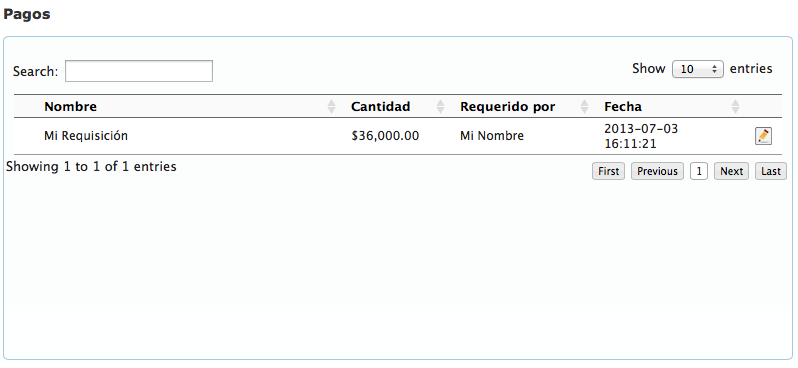 Pagos
Search: Show 10 entries
Nombre Cantidad Requerido por Fecha
Mi Requisición $36,000.00 Mi Nombre 2013-07-03
16:11:21
Showing 1 to 1 of 1 entries First Previous 1 Next Last